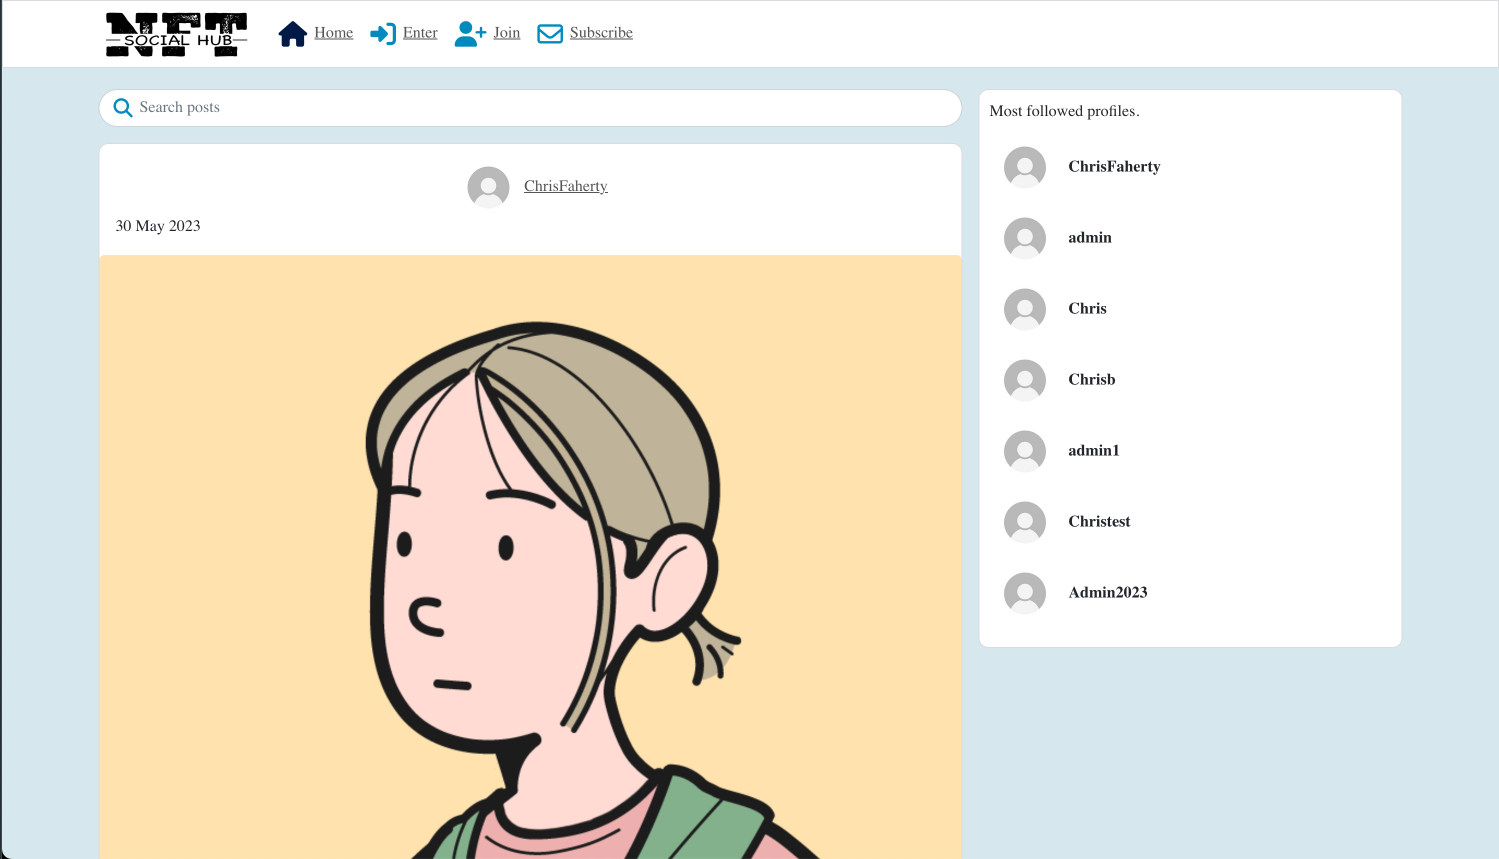 NFT
SOCIAL HUB
Home
Enter
Join
Subscribe
Search posts
ChrisFaherty
30 May 2023
Most followed profiles.
ChrisFaherty
admin
Chris
Chrisb
admin1
Christest
Admin2023